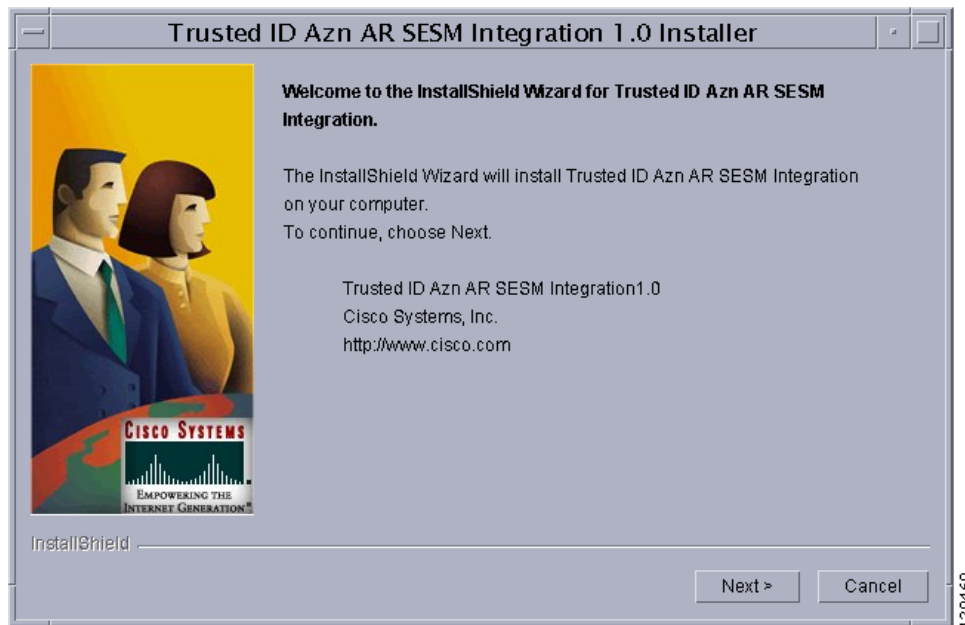 Trusted ID Azn AR SESM Integration 1.0 Installer
Welcome to the InstallShield Wizard for Trusted ID Azn AR SESM
Integration.
The InstallShield Wizard will install Trusted ID Azn AR SESM Integration
on your computer.
To continue, choose Next.
Trusted ID Azn AR SESM Integration1.0
Cisco Systems, Inc.
http://www.cisco.com
CISCO SYSTEMS
EMPOWERING THE
INTERNET GENERATION
InstallShield
Next >
Cancel